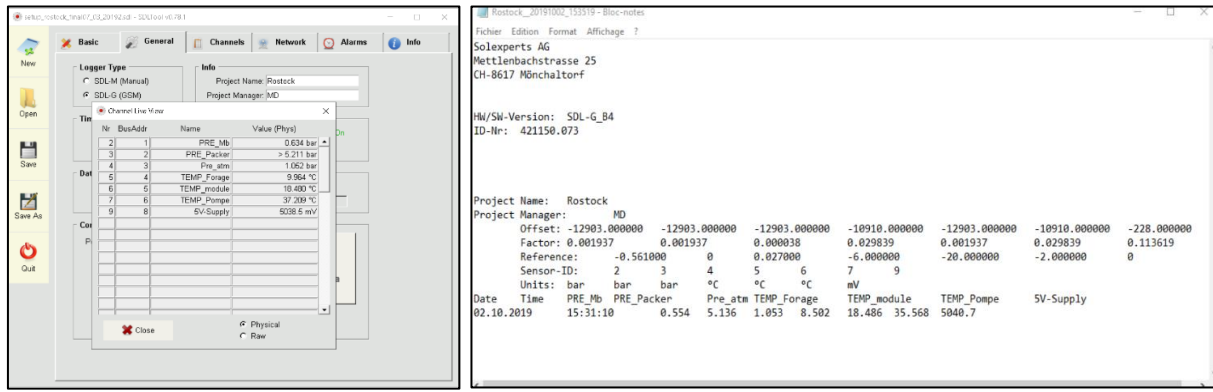 setup_rostock_final07_03_20192.sdl - SDLTool v0.78.1
New
Open
Save
Save As
Quit
Basic
General
Channels
Network
Alarms
Info
Logger Type
SDL-M (Manual)
SDL-G (GSM)
Info
Project Name: Rostock
Project Manager: MD
On
Channel Live View
Nr BusAddr Name Value (Phys)
2 1 PRE_Mb 0.634 bar
3 2 PRE_Packer > 5.211 bar
4 3 Pre_atm 1.052 bar
5 4 TEMP_Forage 9.964 °C
6 5 TEMP_module 18.480 °C
7 6 TEMP_Pompe 37.209 °C
9 8 5V-Supply 5038.5 mV
Close
Physical
Raw
Rostock__20191002_153519 - Bloc-notes
Fichier Edition Format Affichage ?
Solexperts AG
Mettlenbachstrasse 25
CH-8617 Mönchaltorf
HW/SW-Version: SDL-G_B4
ID-Nr: 421150.073
Project Name: Rostock
Project Manager: MD
Offset: -12903.000000 -12903.000000 -12903.000000 -10910.000000 -12903.000000 -10910.000000 -228.000000
Factor: 0.001937 0.001937 0.000038 0.029839 0.001937 0.029839 0.113619
Reference: -0.561000 0 0.027000 -6.000000 -20.000000 -2.000000 0
Sensor-ID: 2 3 4 5 6 7 9
Units: bar bar bar °C °C °C mV
Date Time PRE_Mb PRE_Packer Pre_atm TEMP_Forage TEMP_module TEMP_Pompe 5V-Supply
02.10.2019 15:31:10 0.554 5.136 1.053 8.502 18.486 35.568 5040.7